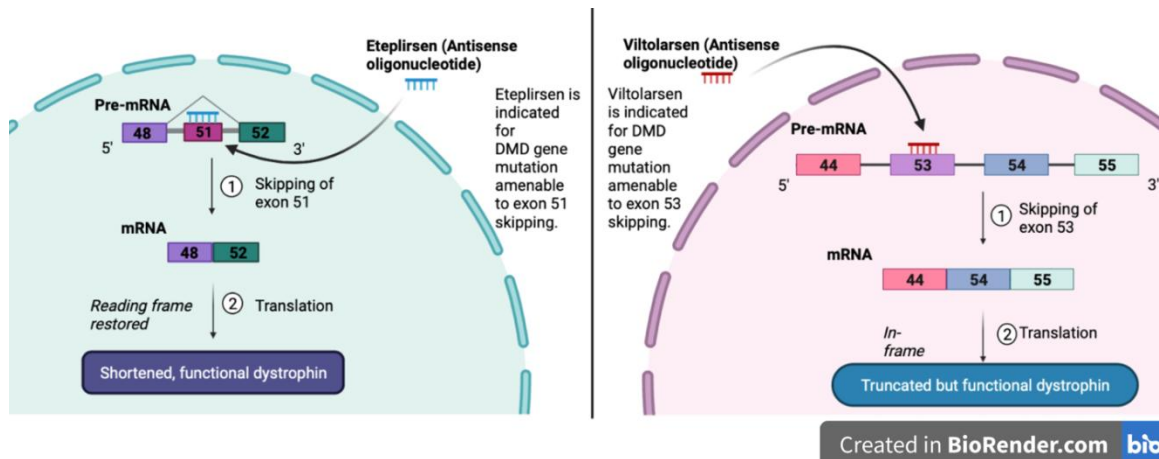 Eteplirsen (Antisense
oligonucleotide)
Pre-mRNA
48
51
52
5'
3'
Eteplirsen is
indicated
for
DMD gene
mutation
amenable
to exon 51
skipping.
1
Skipping of
exon 51
mRNA
48
52
Reading frame
restored
2
Translation
Shortened, functional dystrophin
Viltolarsen (Antisense
oligonucleotide)
Viltolarsen
is indicated
for DMD
gene
mutation
amenable
to exon 53
skipping.
Pre-mRNA
44
53
54
55
5'
3'
1
Skipping of
exon 53
mRNA
44
54
55
In-
frame
2
Translation
Truncated but functional dystrophin
Created in BioRender.com
bio